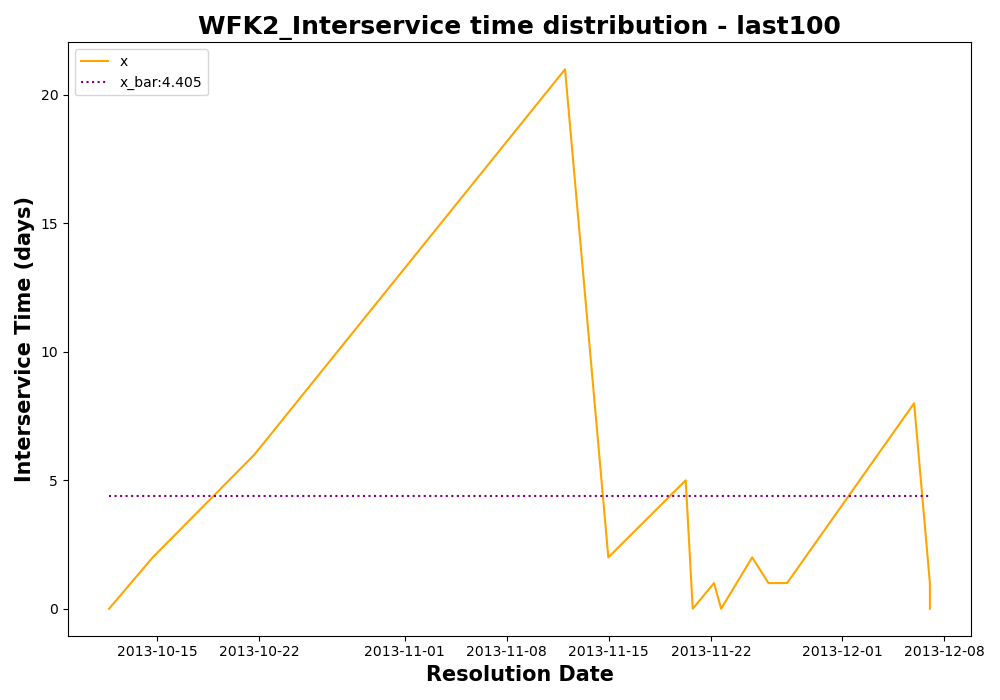 WFK2_Interservice time distribution - last100
x
x_bar:4.405
Interservice Time (days)
20
15
10
5
0
2013-10-15 2013-10-22 2013-11-01 2013-11-08 2013-11-15 2013-11-22 2013-12-01 2013-12-08
Resolution Date